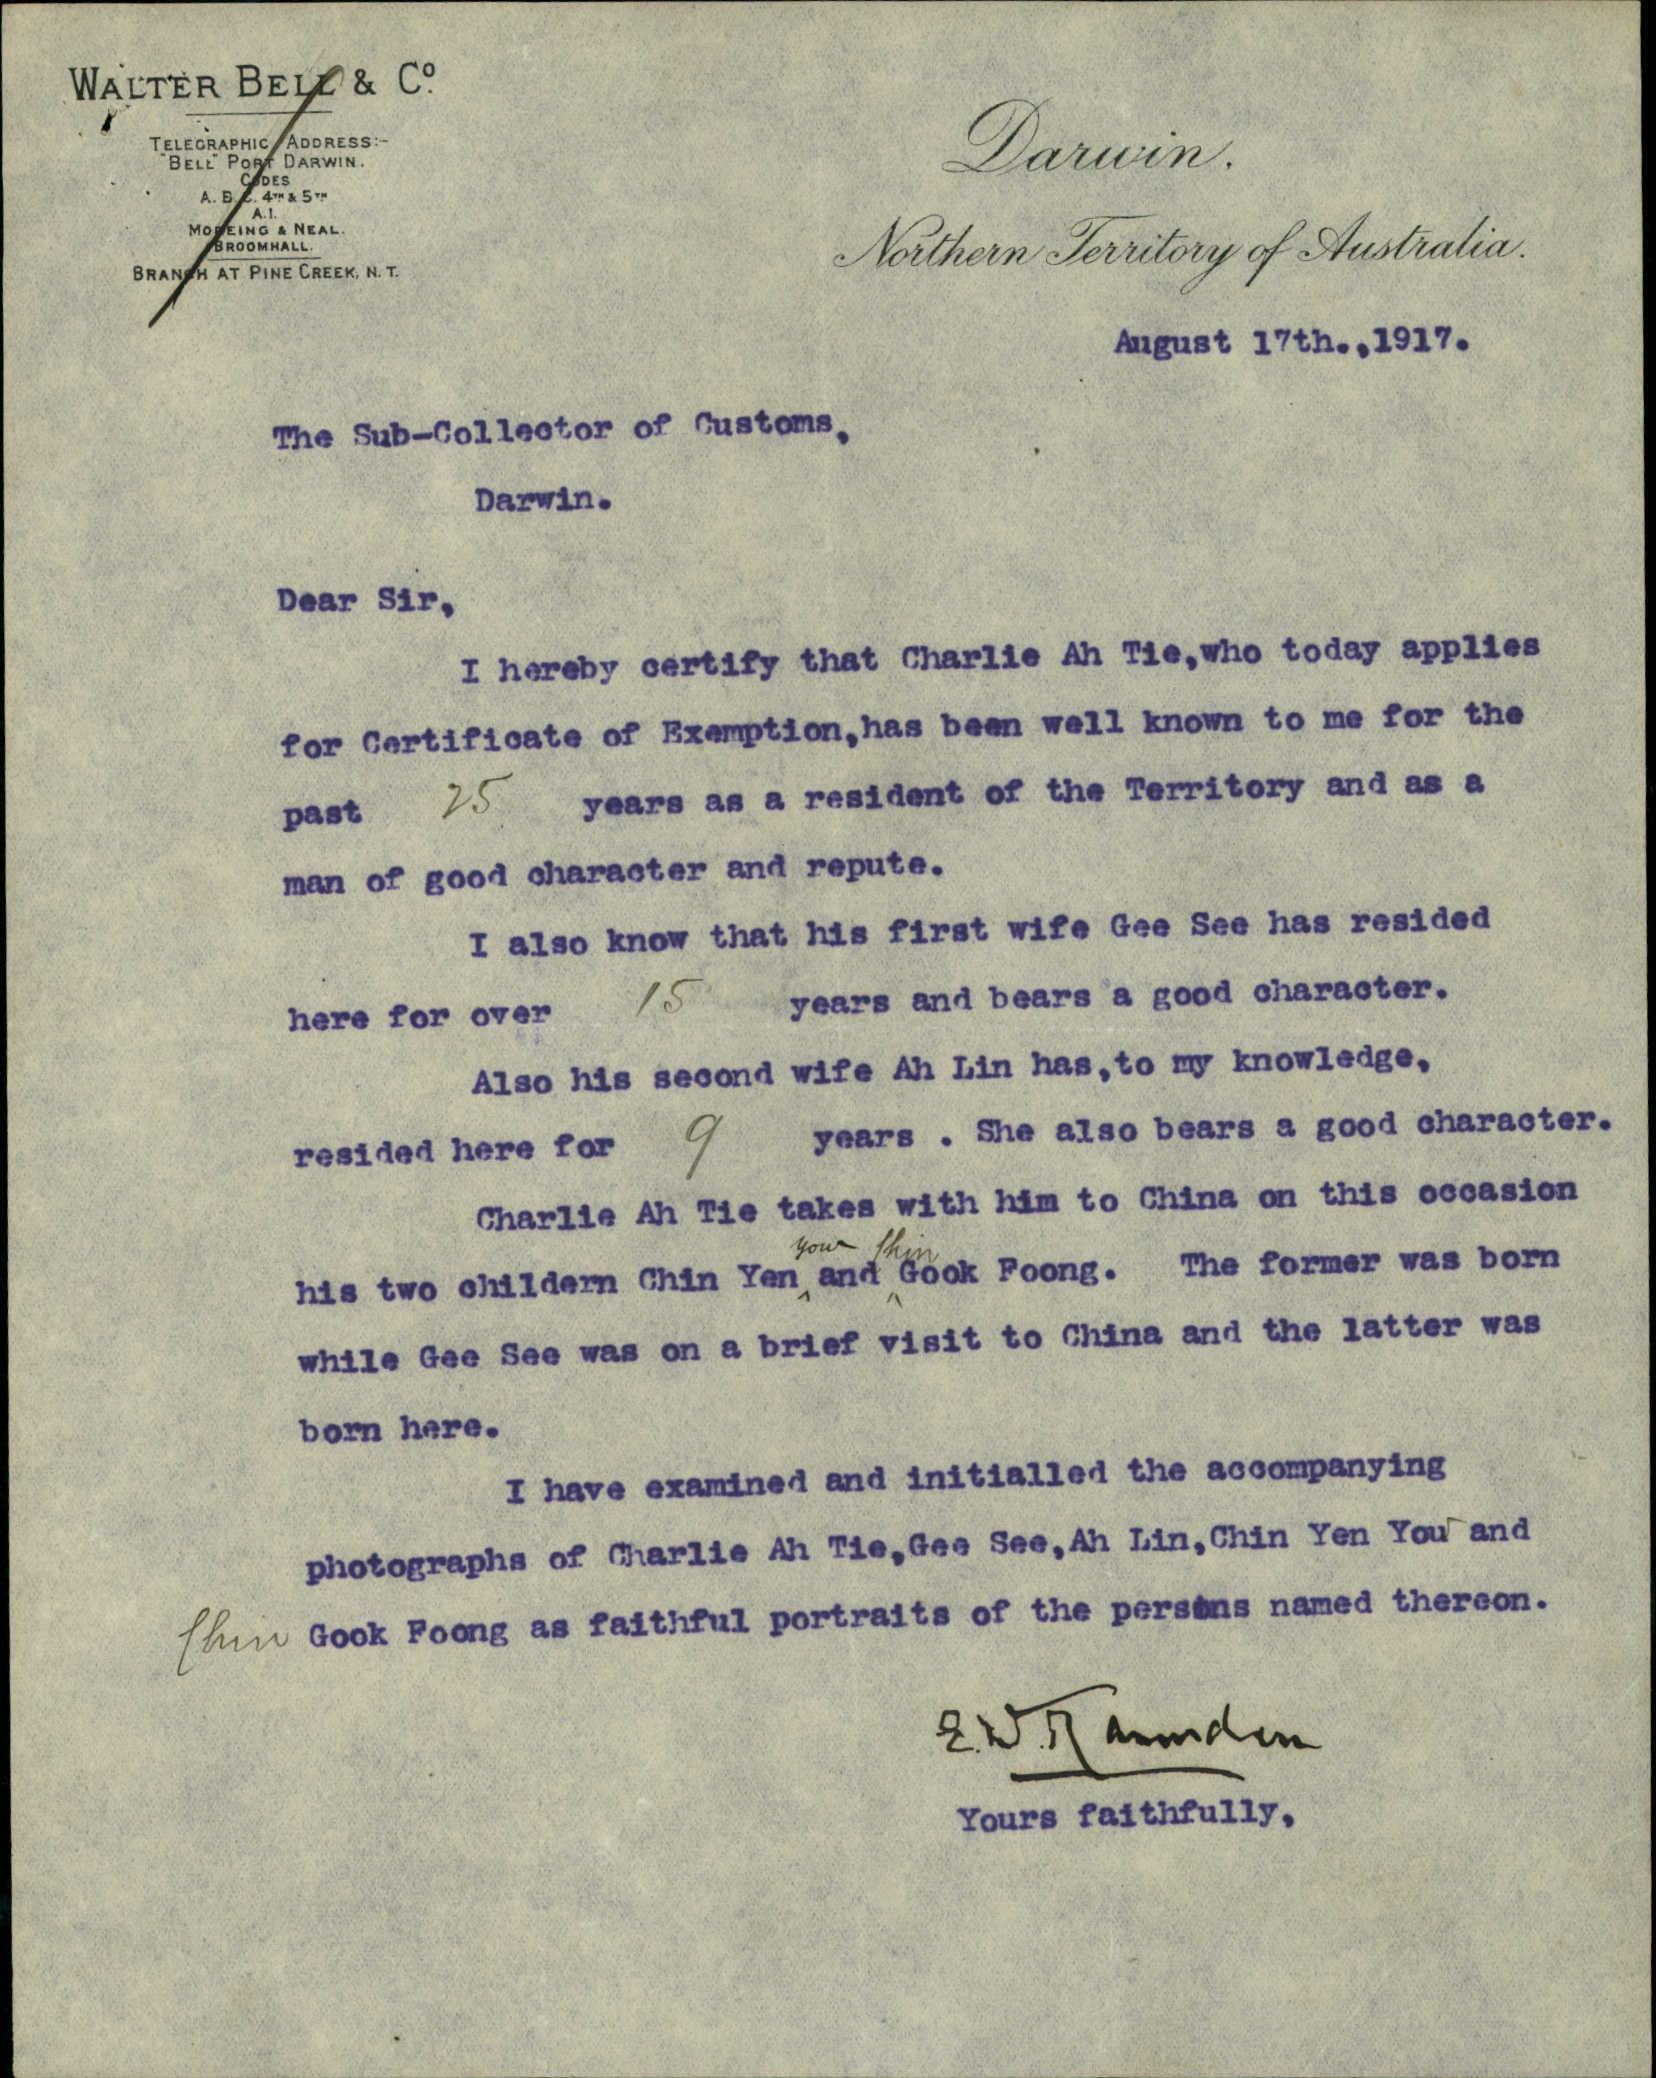 WALTER BELL & Co.
TELEGRAPHIC ADDRESS:-
"BELL" PORT DARWIN.
CODES
A.B.C. 4TH & 5TH
A.1.
MOREING & NEAL.
BROOMHALL.
BRANCH AT PINE CREEK, N.T.
Darwin.
Northern Territory of Australia.
August 17th.,1917.
The Sub-Collector of Customs,
Darwin.
Dear Sir,
I hereby certify that Charlie Ah Tie,who today applies
for Certificate of Exemption,has been well known to me for the
past 25 years as a resident of the Territory and as a
man of good character and repute.
I also know that his first wife Gee See has resided
here for over 15 years and bears a good character.
Also his second wife Ah Lin has,to my knowledge,
resided here for 9 years . She also bears a good character.
Charlie Ah Tie takes with him to China on this occasion
you Chin
his two childern Chin Yen ^ and ^ Gook Foong. The former was born
while Gee See was on a brief visit to China and the latter was
born here.
I have examined and initialled the accompanying
photographs of Charlie Ah Tie,Gee See,Ah Lin,Chin Yen You and
Chin Gook Foong as faithful portraits of the persons named thereon.
E.W. Ramsden
Yours faithfully,